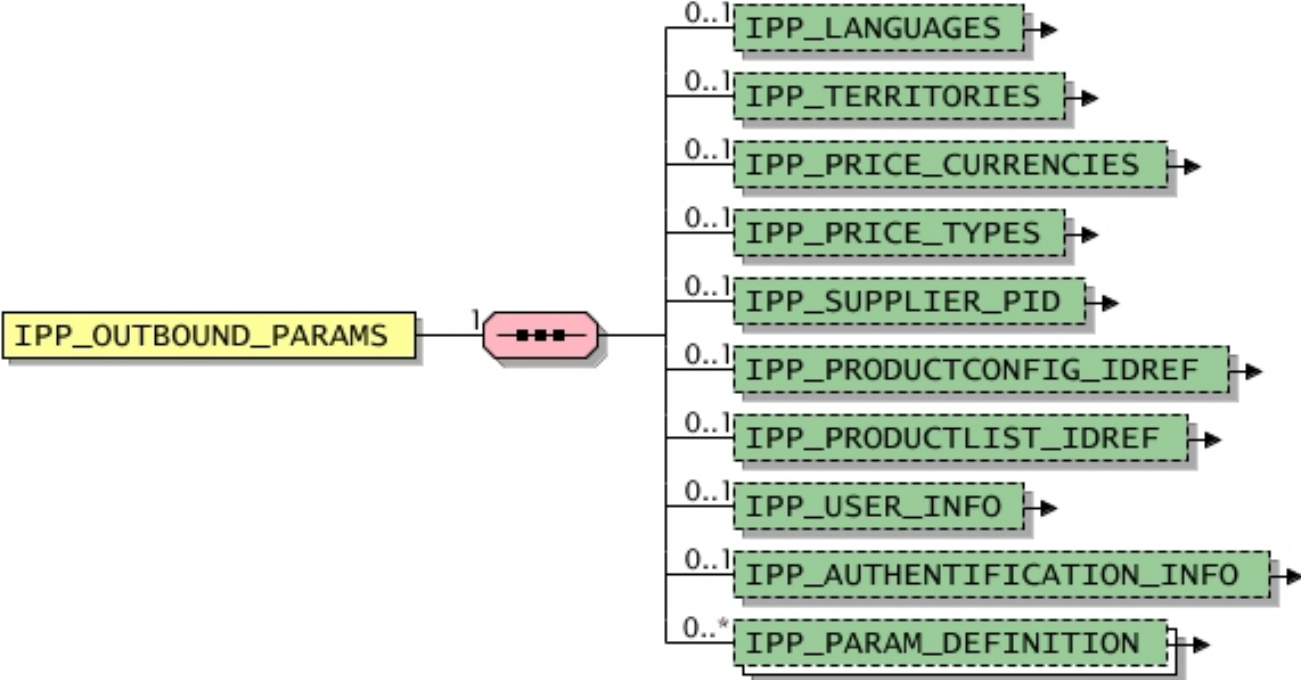 0..1 IPP_LANGUAGES
0..1 IPP_TERRITORIES
0..1 IPP_PRICE_CURRENCIES
0..1 IPP_PRICE_TYPES
0..1 IPP_SUPPLIER_PID
IPP_OUTBOUND_PARAMS 1
0..1 IPP_PRODUCTCONFIG_IDREF
0..1 IPP_PRODUCTLIST_IDREF
0..1 IPP_USER_INFO
0..1 IPP_AUTHENTIFICATION_INFO
0..* IPP_PARAM_DEFINITION